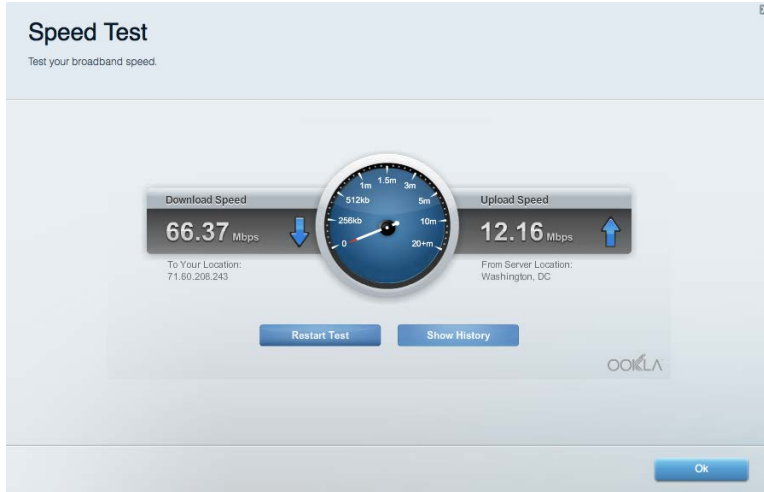 Speed Test
Test your broadband speed.
Download Speed
66.37 Mbps
To Your Location:
71.60.208.243
0
256kb
512kb
1m
1.5m
3m
5m
10m
20+m
Upload Speed
12.16 Mbps
From Server Location:
Washington, DC
Restart Test
Show History
OOKLA
Ok